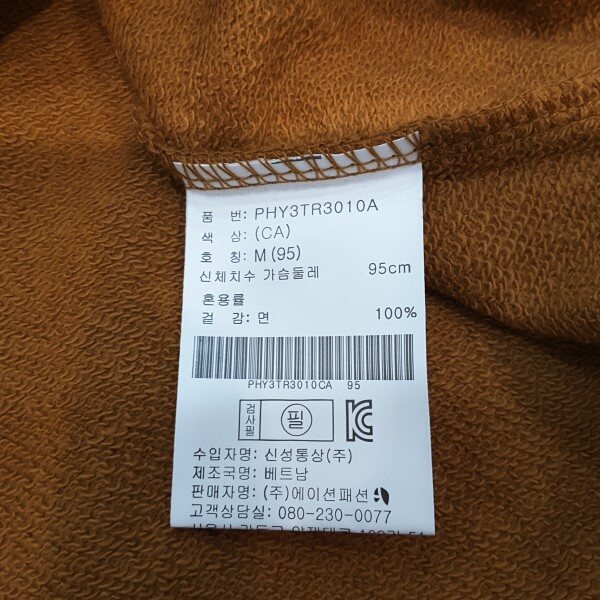 품 번: PHY3TR3010A
색 상: (CA)
호 칭: M (95)
신체치수 가슴둘레 95cm
혼용률
겉 감: 면 100%
PHY3TR3010CA 95
검사필 필
수입자명: 신성통상(주)
제조국명: 베트남
판매자명: (주)에이션패션
고객상담실: 080-230-0077